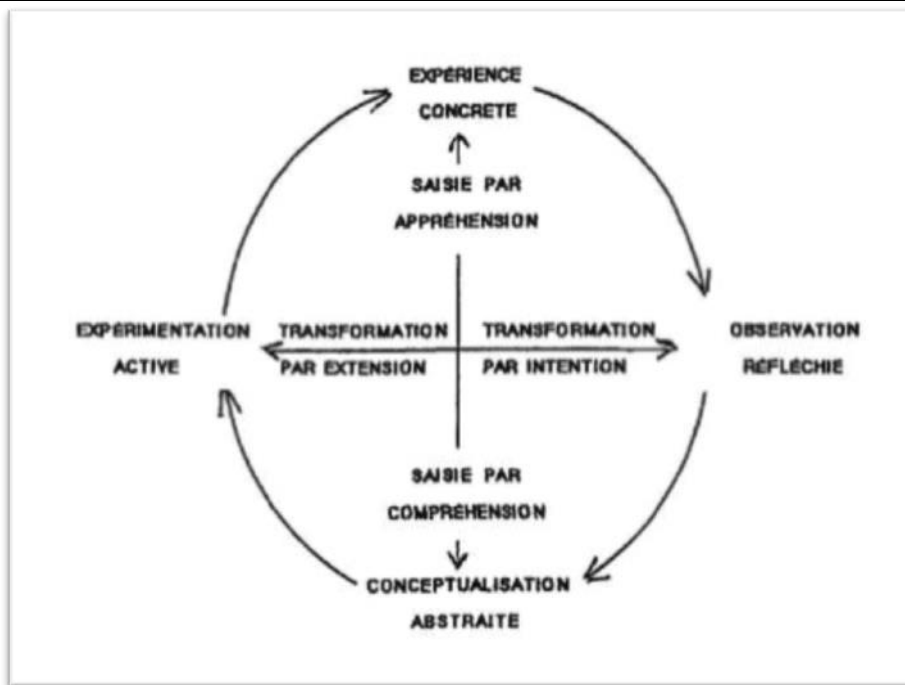 EXPÉRIENCE
CONCRETE
SAISIE PAR
APPRÉHENSION
EXPÉRIMENTATION
ACTIVE
TRANSFORMATION
PAR EXTENSION
TRANSFORMATION
PAR INTENTION
OBSERVATION
RÉFLÉCHIE
SAISIE PAR
COMPRÉHENSION
CONCEPTUALISATION
ABSTRAITE